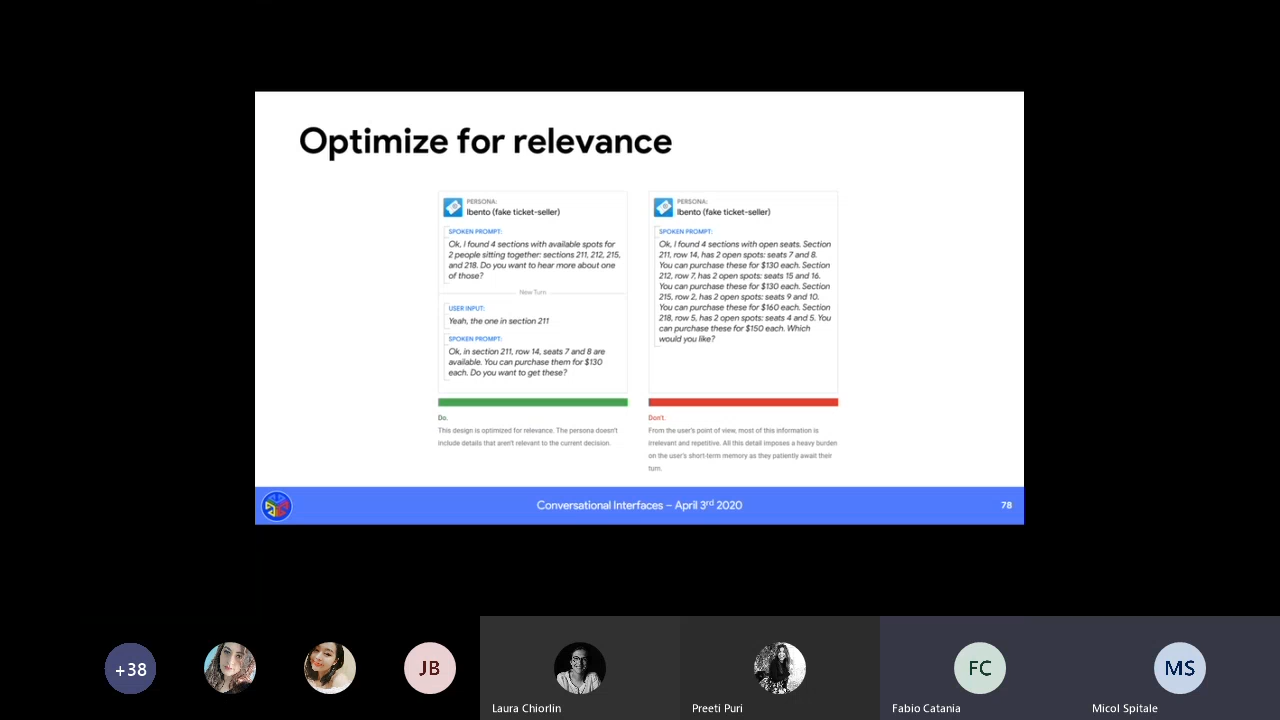 Optimize for relevance
PERSONA:
Ibento (fake ticket-seller)
SPOKEN PROMPT:
Ok, I found 4 sections with available spots for
2 people sitting together: sections 211, 212, 215,
and 218. Do you want to hear more about one
of those?
New Turn
USER INPUT:
Yeah, the one in section 211
SPOKEN PROMPT:
Ok, in section 211, row 14, seats 7 and 8 are
available. You can purchase them for $130
each. Do you want to get these?
Do.
This design is optimized for relevance. The persona doesn't
include details that aren't relevant to the current decision.
PERSONA:
Ibento (fake ticket-seller)
SPOKEN PROMPT:
Ok, I found 4 sections with open seats. Section
211, row 14, has 2 open spots: seats 7 and 8.
You can purchase these for $130 each. Section
212, row 7, has 2 open spots: seats 15 and 16.
You can purchase these for $130 each. Section
215, row 2, has 2 open spots: seats 9 and 10.
You can purchase these for $160 each. Section
218, row 5, has 2 open spots: seats 4 and 5. You
can purchase these for $150 each. Which
would you like?
Don't.
From the user's point of view, most of this information is
irrelevant and repetitive. All this detail imposes a heavy burden
on the user's short-term memory as they patiently await their
turn.
Conversational Interfaces – April 3rd 2020
78
+38
JB
FC
MS
Laura Chiorlin
Preeti Puri
Fabio Catania
Micol Spitale